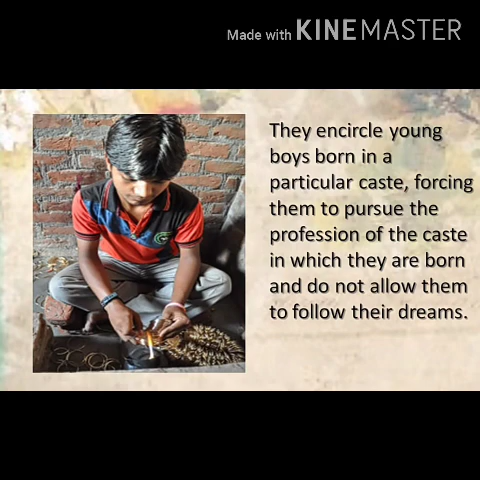 Made with KINEMASTER
They encircle young
boys born in a
particular caste, forcing
them to pursue the
profession of the caste
in which they are born
and do not allow them
to follow their dreams.